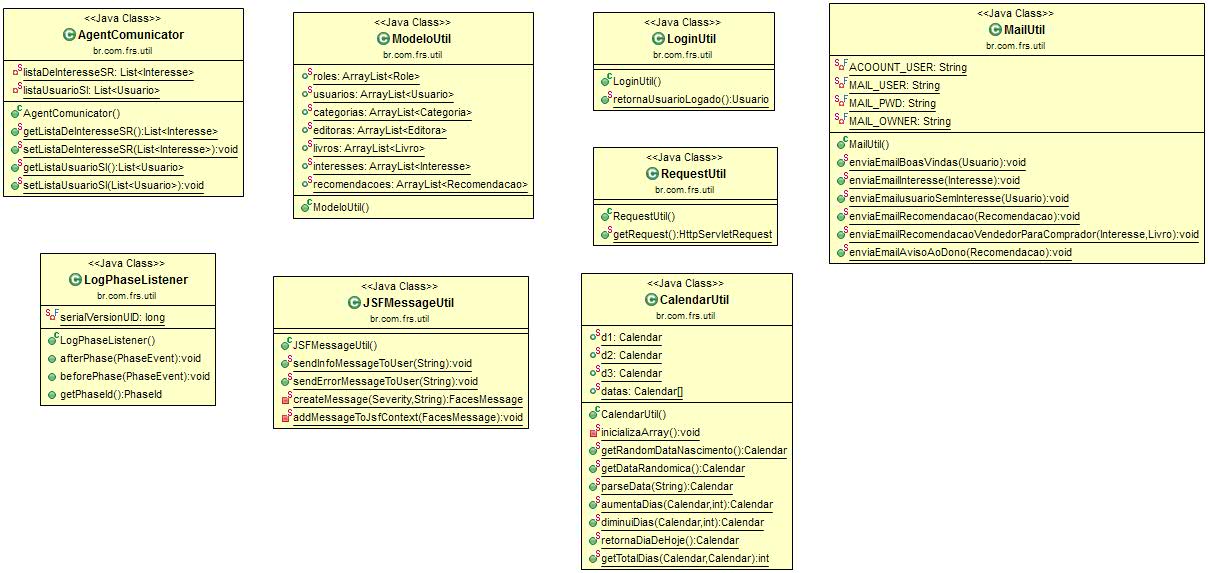 <<Java Class>>
AgentComunicator
br.com.frs.util
listaDeInteresseSR: List<Interesse>
listaUsuarioSI: List<Usuario>
AgentComunicator()
getListaDeInteresseSR():List<Interesse>
setListaDeInteresseSR(List<Interesse>):void
getListaUsuarioSI():List<Usuario>
setListaUsuarioSI(List<Usuario>):void
<<Java Class>>
ModeloUtil
br.com.frs.util
roles: ArrayList<Role>
usuarios: ArrayList<Usuario>
categorias: ArrayList<Categoria>
editoras: ArrayList<Editora>
livros: ArrayList<Livro>
interesses: ArrayList<Interesse>
recomendacoes: ArrayList<Recomendacao>
ModeloUtil()
<<Java Class>>
LoginUtil
br.com.frs.util
LoginUtil()
retornaUsuarioLogado():Usuario
<<Java Class>>
RequestUtil
br.com.frs.util
RequestUtil()
getRequest():HttpServletRequest
<<Java Class>>
MailUtil
br.com.frs.util
ACOOUNT_USER: String
MAIL_USER: String
MAIL_PWD: String
MAIL_OWNER: String
MailUtil()
enviaEmailBoasVindas(Usuario):void
enviaEmailInteresse(Interesse):void
enviaEmailusuarioSemInteresse(Usuario):void
enviaEmailRecomendacao(Recomendacao):void
enviaEmailRecomendacaoVendedorParaComprador(Interesse,Livro):void
enviaEmailAvisoAoDono(Recomendacao):void
<<Java Class>>
LogPhaseListener
br.com.frs.util
serialVersionUID: long
LogPhaseListener()
afterPhase(PhaseEvent):void
beforePhase(PhaseEvent):void
getPhaseId():PhaseId
<<Java Class>>
JSFMessageUtil
br.com.frs.util
JSFMessageUtil()
sendInfoMessageToUser(String):void
sendErrorMessageToUser(String):void
createMessage(Severity,String):FacesMessage
addMessageToJsfContext(FacesMessage):void
<<Java Class>>
CalendarUtil
br.com.frs.util
d1: Calendar
d2: Calendar
d3: Calendar
datas: Calendar[]
CalendarUtil()
inicializaArray():void
getRandomDataNascimento():Calendar
getDataRandomica():Calendar
parseData(String):Calendar
aumentaDias(Calendar,int):Calendar
diminuiDias(Calendar,int):Calendar
retornaDiaDeHoje():Calendar
getTotalDias(Calendar,Calendar):int